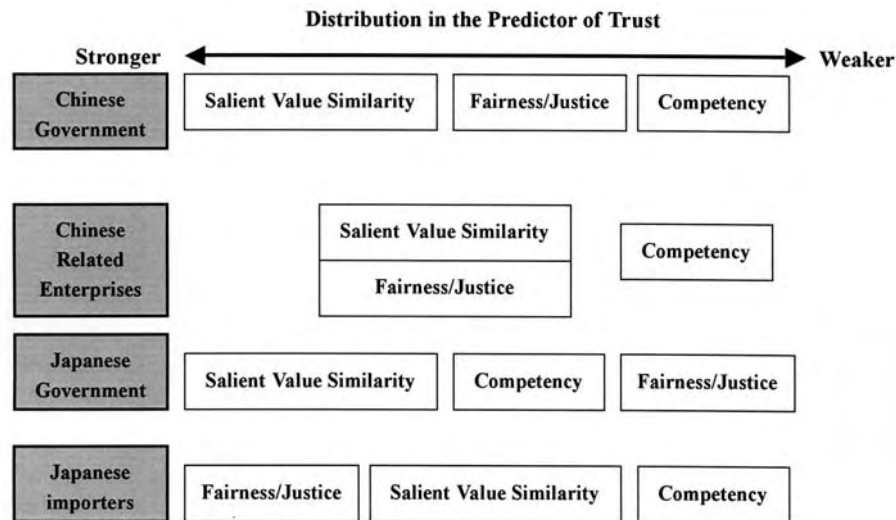 Distribution in the Predictor of Trust
Stronger
Weaker
Chinese
Government
Salient Value Similarity
Fairness/Justice
Competency
Chinese
Related
Enterprises
Salient Value Similarity
Fairness/Justice
Competency
Japanese
Government
Salient Value Similarity
Competency
Fairness/Justice
Japanese
importers
Fairness/Justice
Salient Value Similarity
Competency